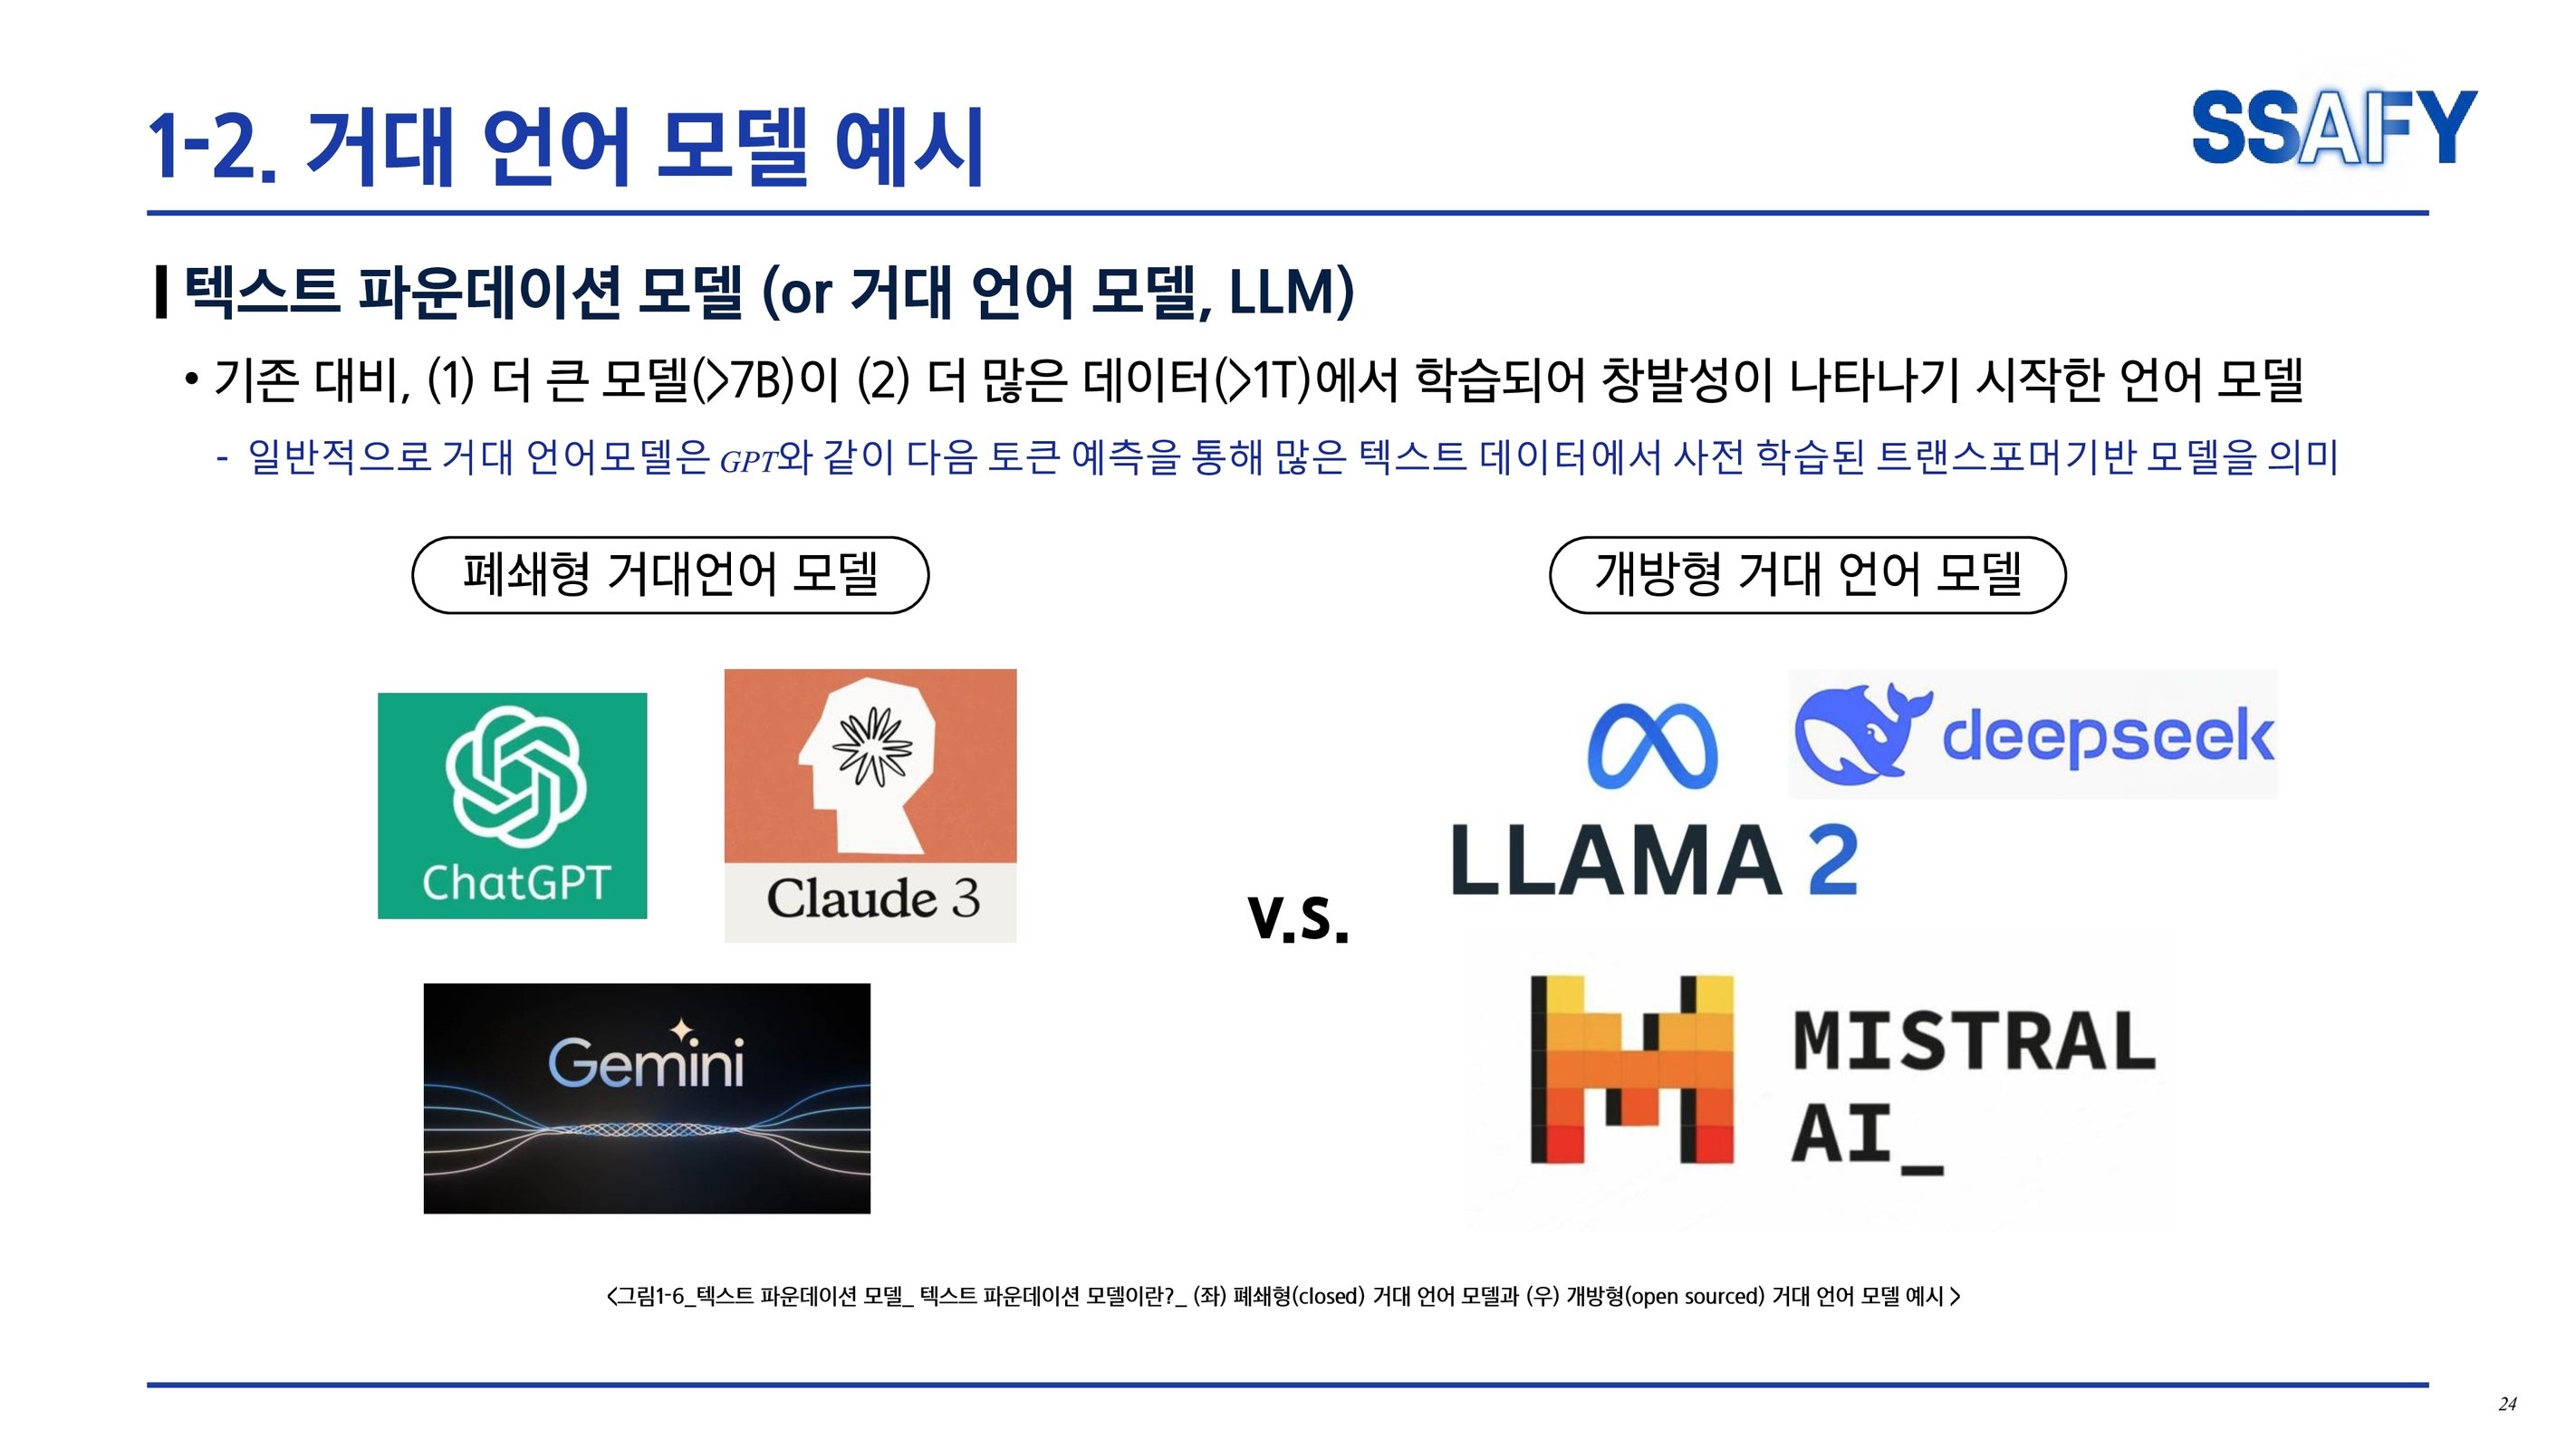 1-2. 거대 언어 모델 예시
SSAFY
텍스트 파운데이션 모델 (or 거대 언어 모델, LLM)
• 기존 대비, (1) 더 큰 모델(>7B)이 (2) 더 많은 데이터(>1T)에서 학습되어 창발성이 나타나기 시작한 언어 모델
- 일반적으로 거대 언어모델은 GPT와 같이 다음 토큰 예측을 통해 많은 텍스트 데이터에서 사전 학습된 트랜스포머기반 모델을 의미
폐쇄형 거대언어 모델
ChatGPT
Claude 3
Gemini
v.s.
개방형 거대 언어 모델
deepseek
LLAMA 2
MISTRAL
AI_
<그림1-6_텍스트 파운데이션 모델_ 텍스트 파운데이션 모델이란?_ (좌) 폐쇄형(closed) 거대 언어 모델과 (우) 개방형(open sourced) 거대 언어 모델 예시 >
24